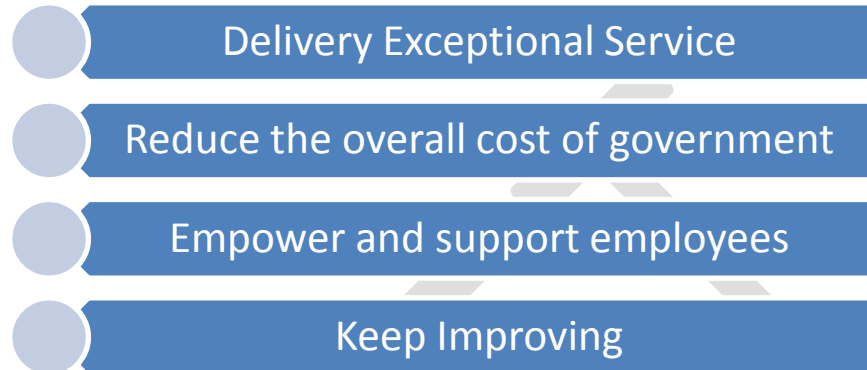 Delivery Exceptional Service
Reduce the overall cost of government
Empower and support employees
Keep Improving